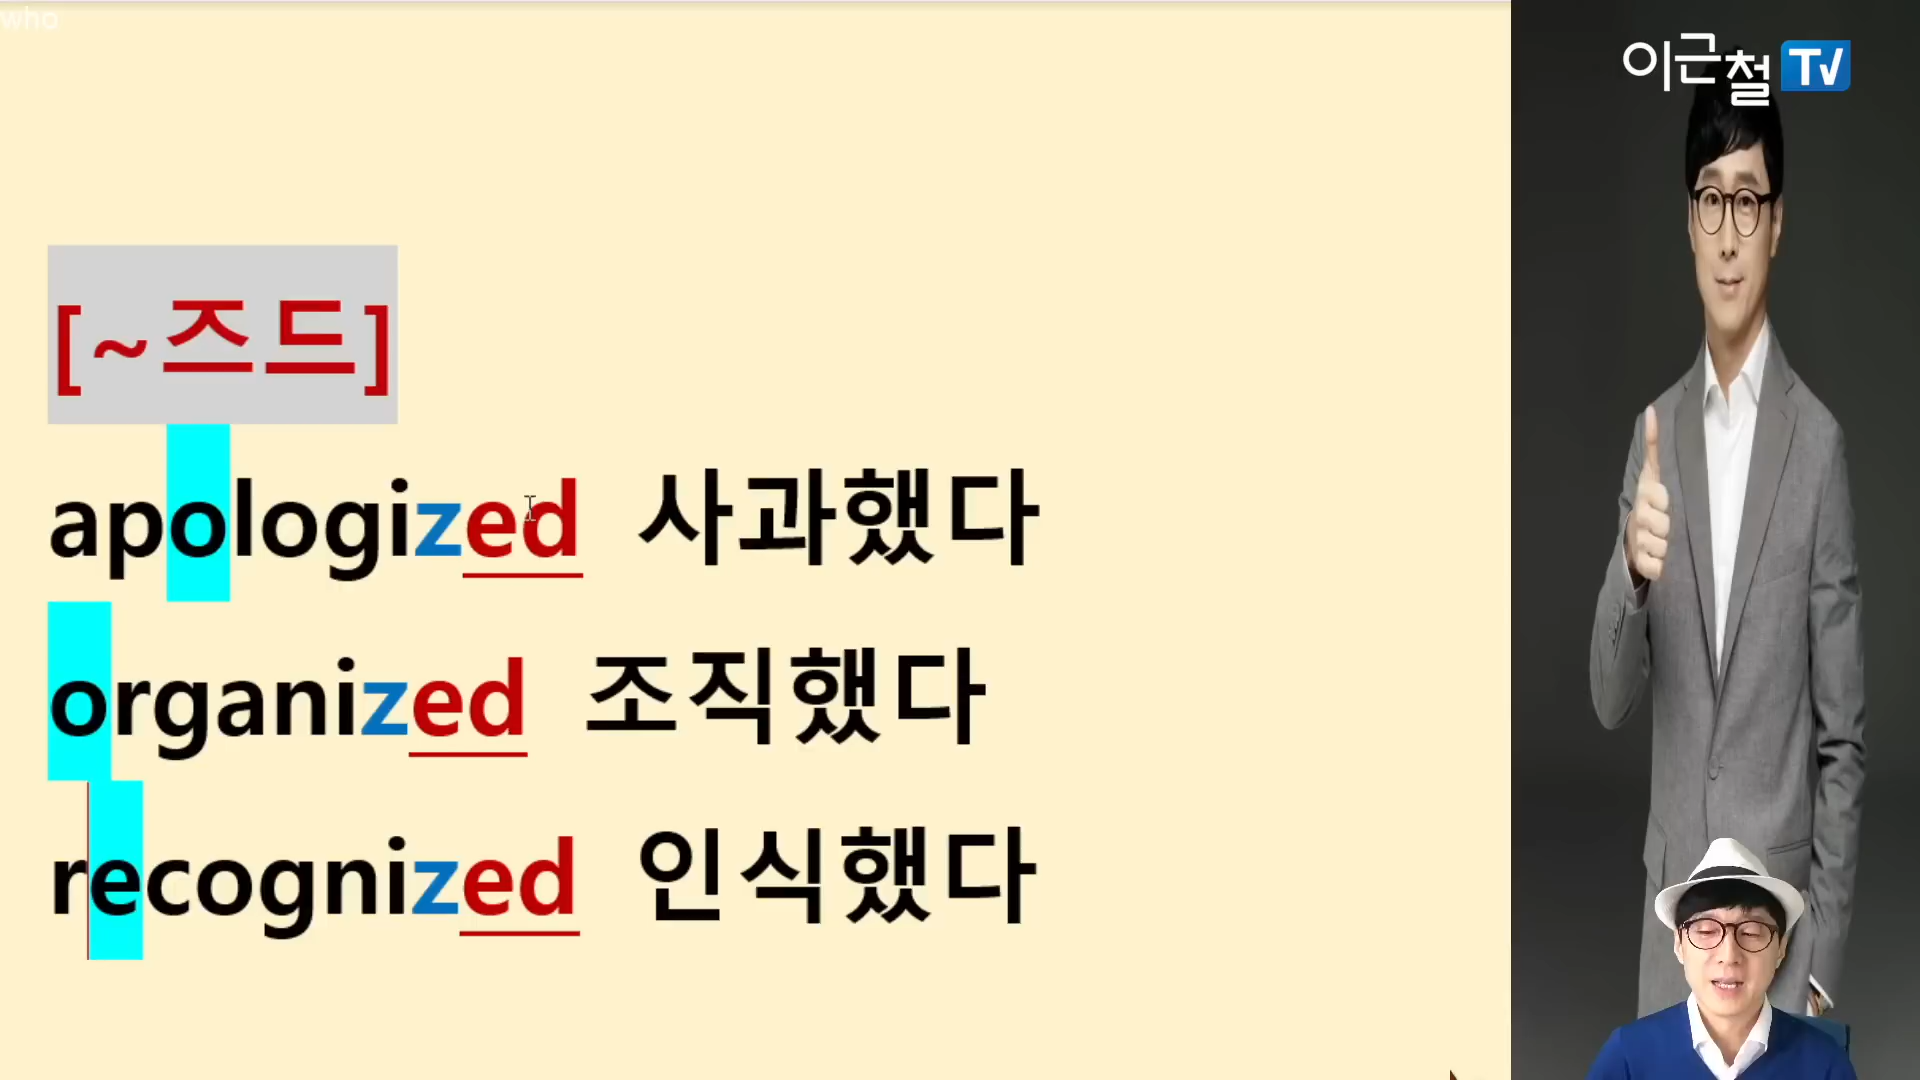 who
이근철 TV
[~즈드]
apologized 사과했다
organized 조직했다
recognized 인식했다